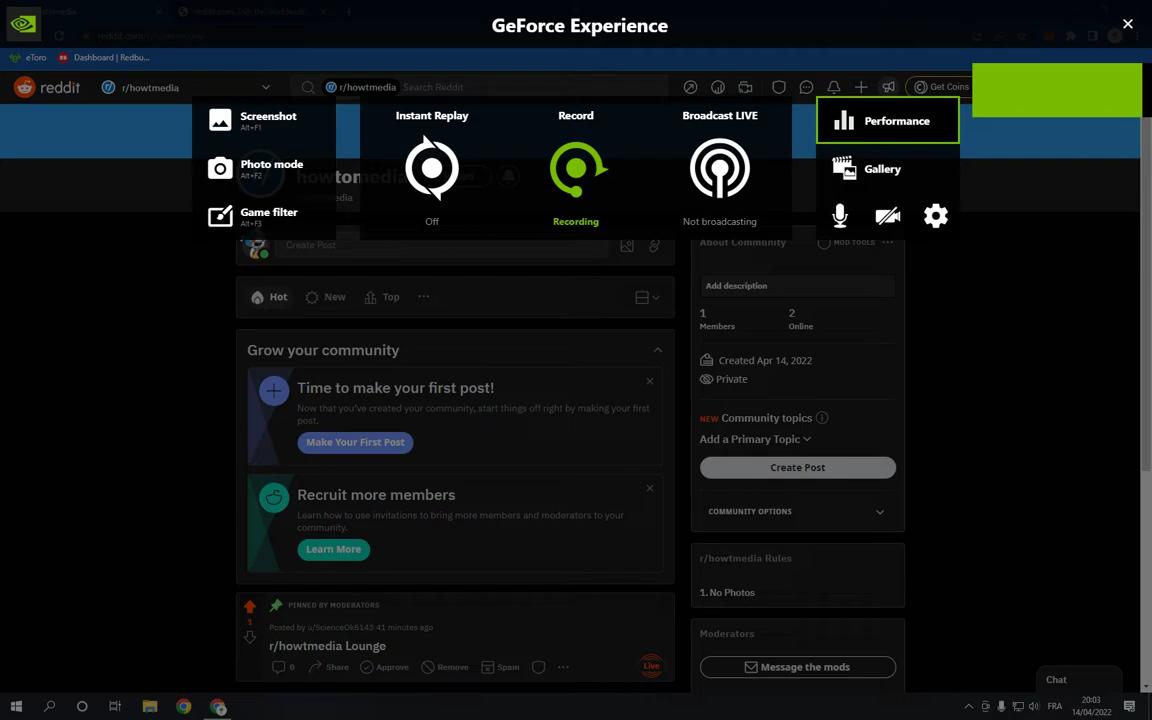 GeForce Experience
eToro
Dashboard | Redbu...
reddit
r/howtmedia
r/howtmedia
Search Reddit
Get Coins
Screenshot
Alt+F1
Photo mode
Alt+F2
Game filter
Alt+F3
Instant Replay
Off
Record
Recording
Broadcast LIVE
Not broadcasting
Performance
Gallery
Create Post
Hot
New
Top
Grow your community
Time to make your first post!
Now that you've created your community, start things off right by making your first
post.
Make Your First Post
Recruit more members
Learn how to use invitations to bring more members and moderators to your
community.
Learn More
PINNED BY MODERATORS
Posted by u/ScienceOk5143 41 minutes ago
1
r/howtmedia Lounge
0
Share
Approve
Remove
Spam
Live
About Community
MOD TOOLS
Add description
1
Members
2
Online
Created Apr 14, 2022
Private
NEW Community topics
Add a Primary Topic
Create Post
COMMUNITY OPTIONS
r/howtmedia Rules
1. No Photos
Moderators
Message the mods
Chat
FRA
20:03
14/04/2022